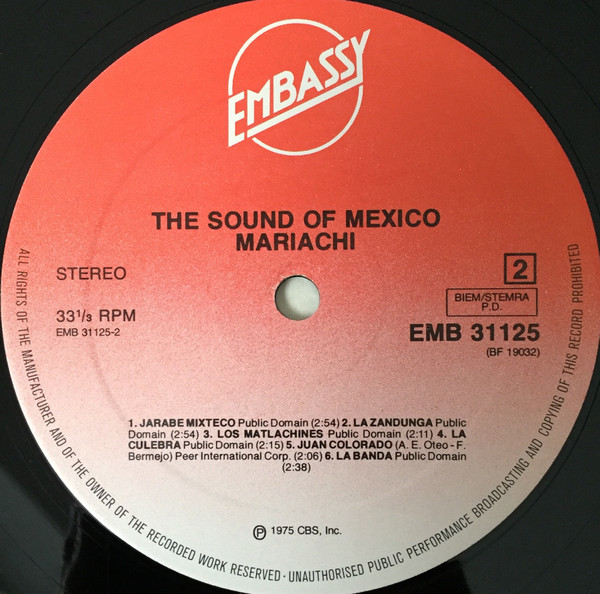 EMBASSY
THE SOUND OF MEXICO
MARIACHI
STEREO
2
BIEM/STEMRA
P.D.
33 1/3 RPM
EMB 31125-2
EMB 31125
(BF 19032)
1. JARABE MIXTECO Public Domain (2:54) 2. LA ZANDUNGA Public
Domain (2:54) 3. LOS MATLACHINES Public Domain (2:11) 4. LA
CULEBRA Public Domain (2:15) 5. JUAN COLORADO (A. E. Oteo - F.
Bermejo) Peer International Corp. (2:06) 6. LA BANDA Public Domain
(2:38)
℗ 1975 CBS, Inc.
ALL RIGHTS OF THE MANUFACTURER AND OF THE OWNER OF THE RECORDED WORK RESERVED - UNAUTHORISED PUBLIC PERFORMANCE BROADCASTING AND COPYING OF THIS RECORD PROHIBITED